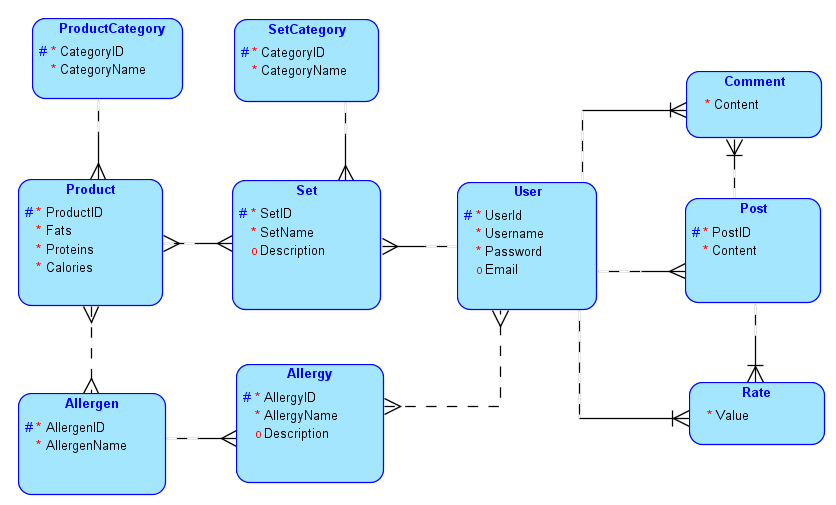 ProductCategory
# * CategoryID
* CategoryName
SetCategory
# * CategoryID
* CategoryName
Comment
* Content
Product
# * ProductID
* Fats
* Proteins
* Calories
Set
# * SetID
* SetName
o Description
User
# * UserId
* Username
* Password
o Email
Post
# * PostID
* Content
Allergen
# * AllergenID
* AllergenName
Allergy
# * AllergyID
* AllergyName
o Description
Rate
* Value